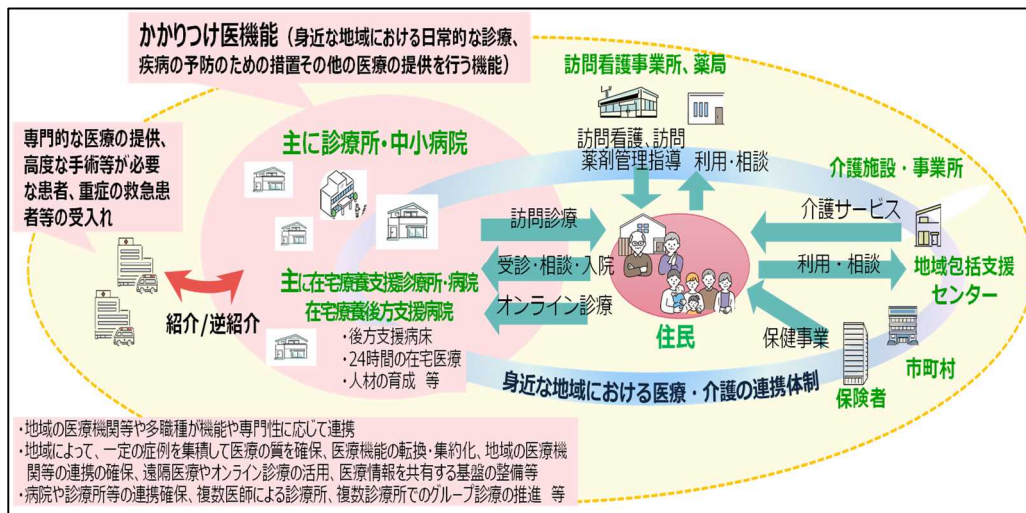 かかりつけ医機能（身近な地域における日常的な診療、
疾病の予防のための措置その他の医療の提供を行う機能）
専門的な医療の提供、
高度な手術等が必要
な患者、重症の救急患
者等の受入れ
紹介/逆紹介
主に診療所・中小病院
主に在宅療養支援診療所・病院
在宅療養後方支援病院
・後方支援病床
・24時間の在宅医療
・人材の育成 等
訪問診療
受診・相談・入院
オンライン診療
訪問看護事業所、薬局
訪問看護、訪問
薬剤管理指導
利用・相談
住民
介護施設・事業所
介護サービス
利用・相談
地域包括支援
センター
保健事業
市町村
保険者
身近な地域における医療・介護の連携体制
・地域の医療機関等や多職種が機能や専門性に応じて連携
・地域によって、一定の症例を集積して医療の質を確保、医療機能の転換・集約化、地域の医療機
関等の連携の確保、遠隔医療やオンライン診療の活用、医療情報を共有する基盤の整備等
・病院や診療所等の連携確保、複数医師による診療所、複数診療所でのグループ診療の推進 等